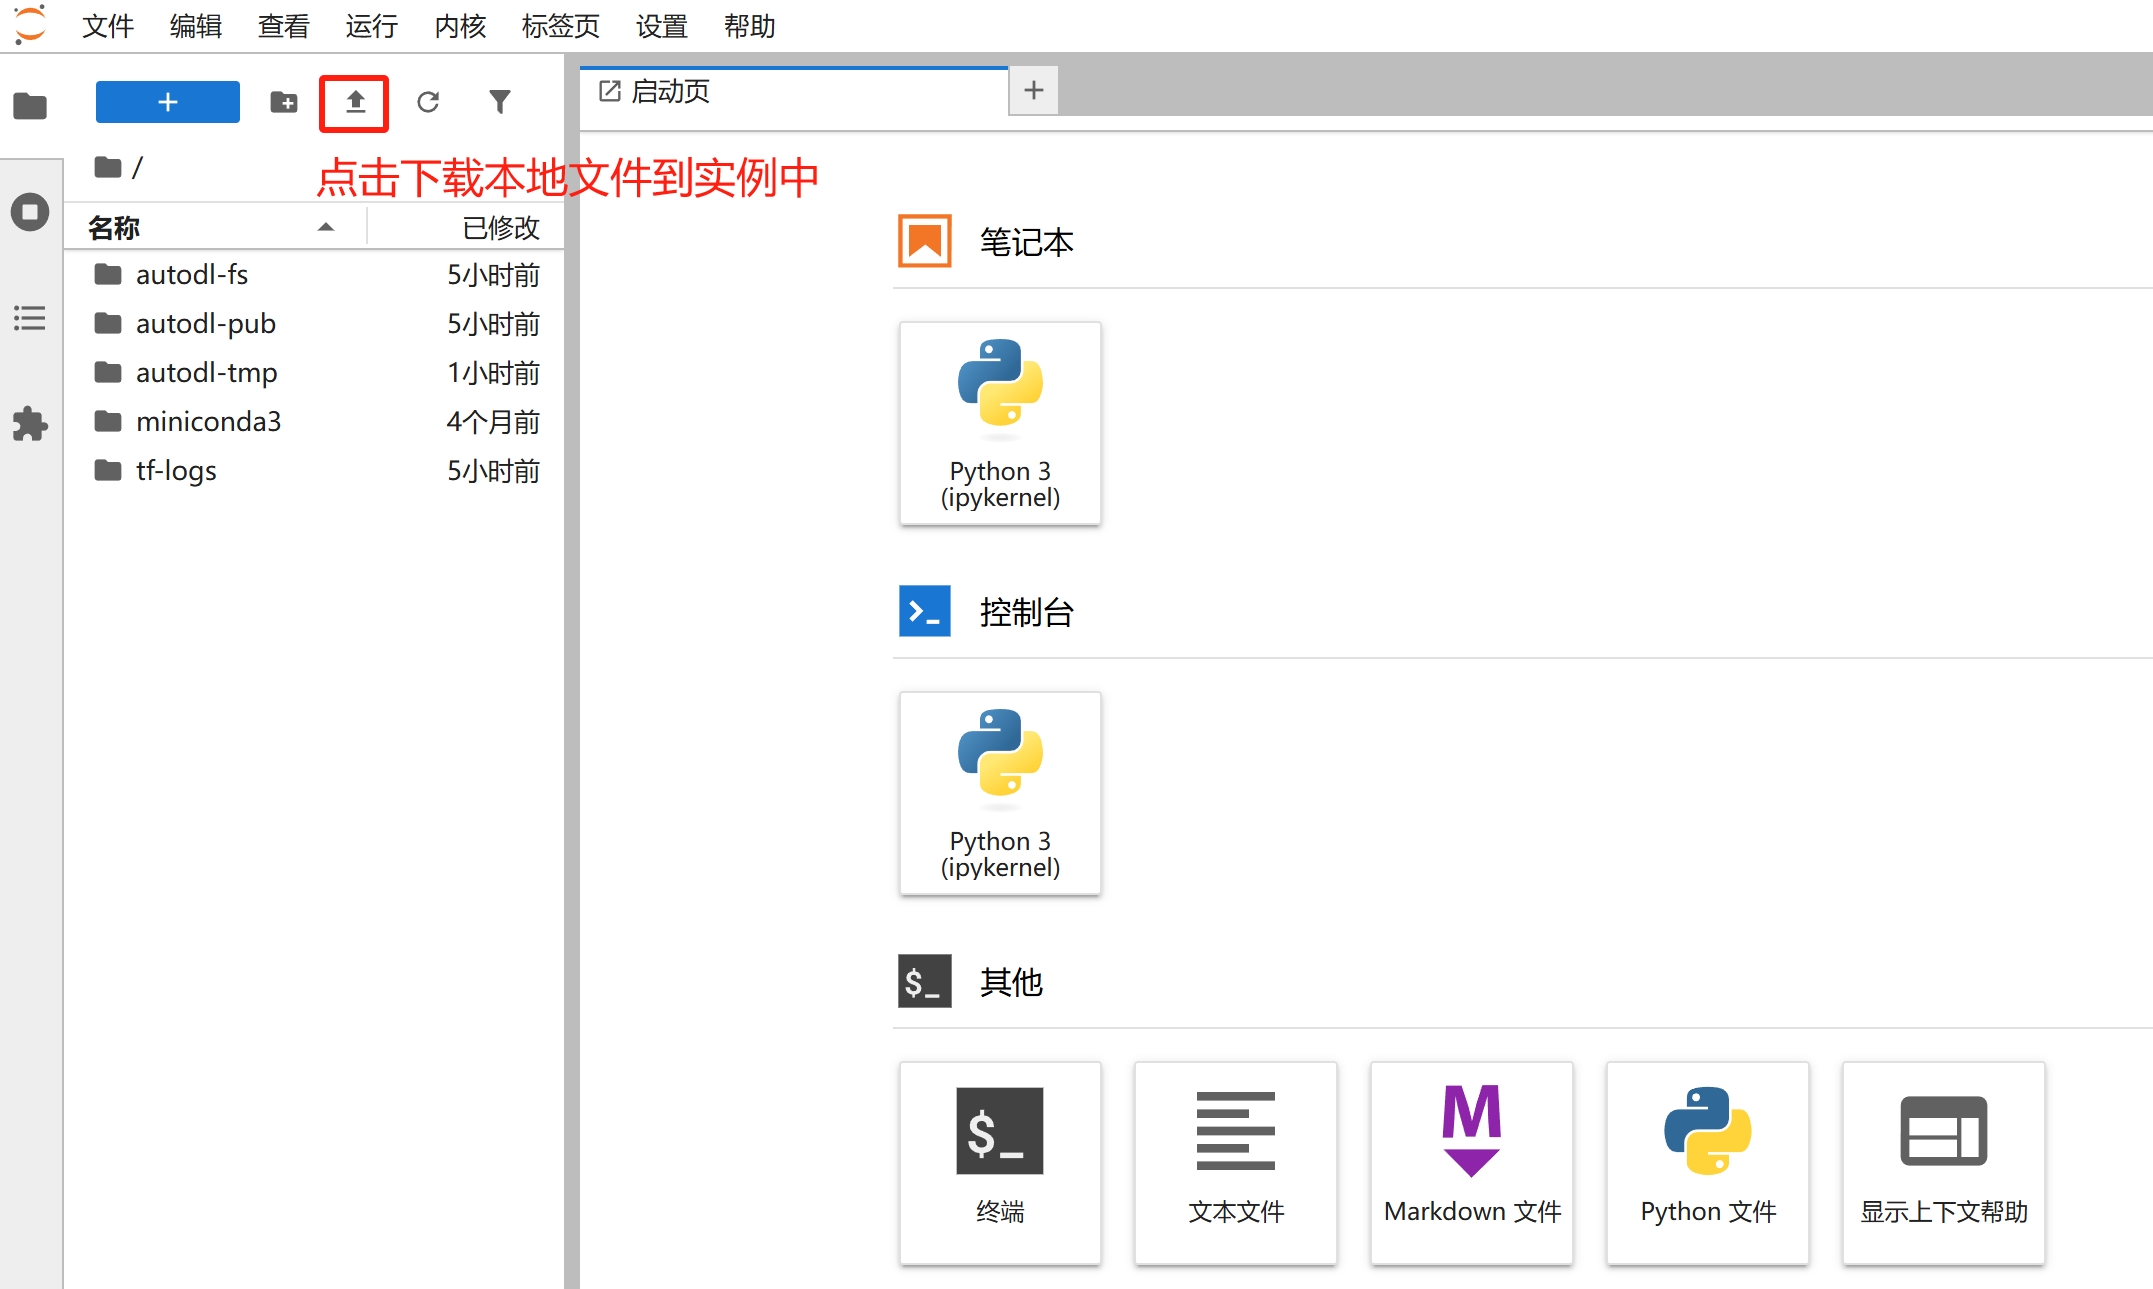 文件 编辑 查看 运行 内核 标签页 设置 帮助
启动页
/
点击下载本地文件到实例中
名称 已修改
autodl-fs 5小时前
autodl-pub 5小时前
autodl-tmp 1小时前
miniconda3 4个月前
tf-logs 5小时前
笔记本
Python 3
(ipykernel)
控制台
Python 3
(ipykernel)
$_ 其他
$_
M
终端 文本文件 Markdown 文件 Python 文件 显示上下文帮助